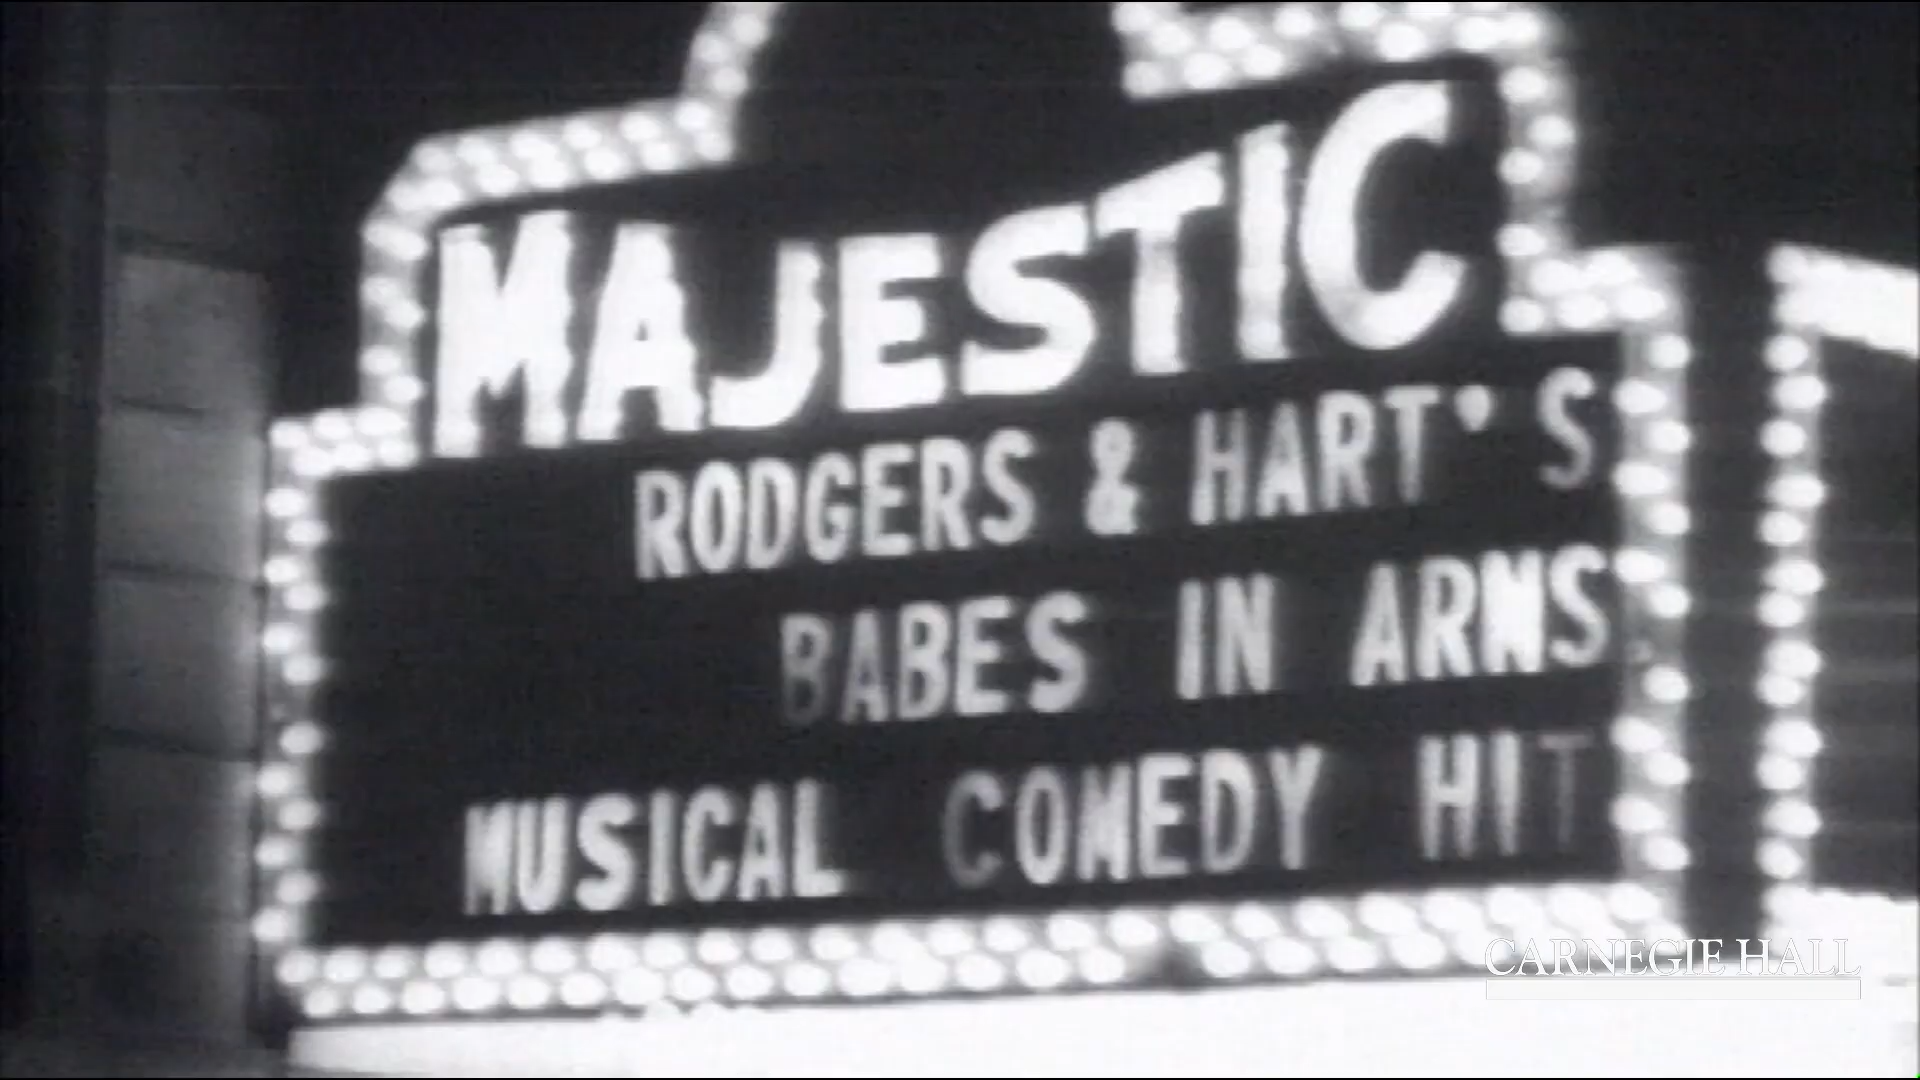 MAJESTIC
RODGERS & HART'S
BABES IN ARMS
MUSICAL COMEDY HIT
CARNEGIE HALL